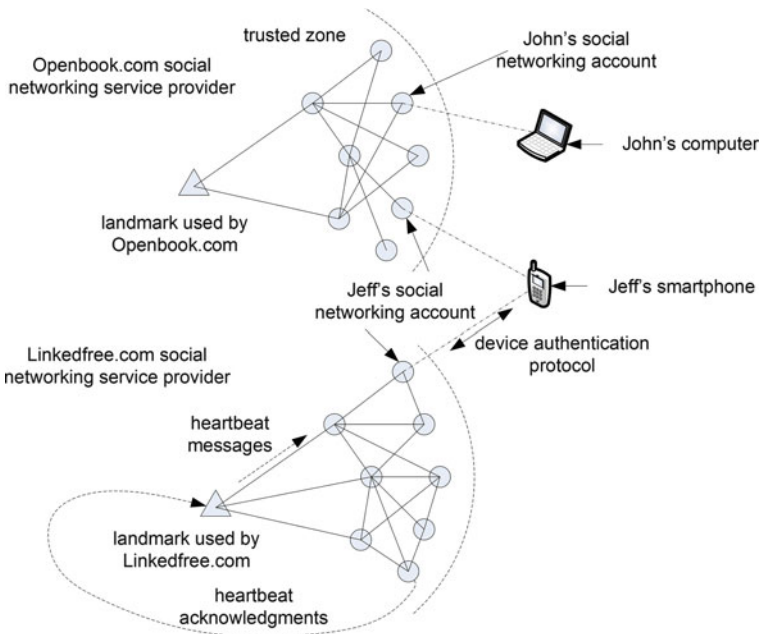 trusted zone
John's social
networking account
Openbook.com social
networking service provider
John's computer
landmark used by
Openbook.com
Jeff's social
networking account
Jeff's smartphone
device authentication
protocol
Linkedfree.com social
networking service provider
heartbeat
messages
landmark used by
Linkedfree.com
heartbeat
acknowledgments